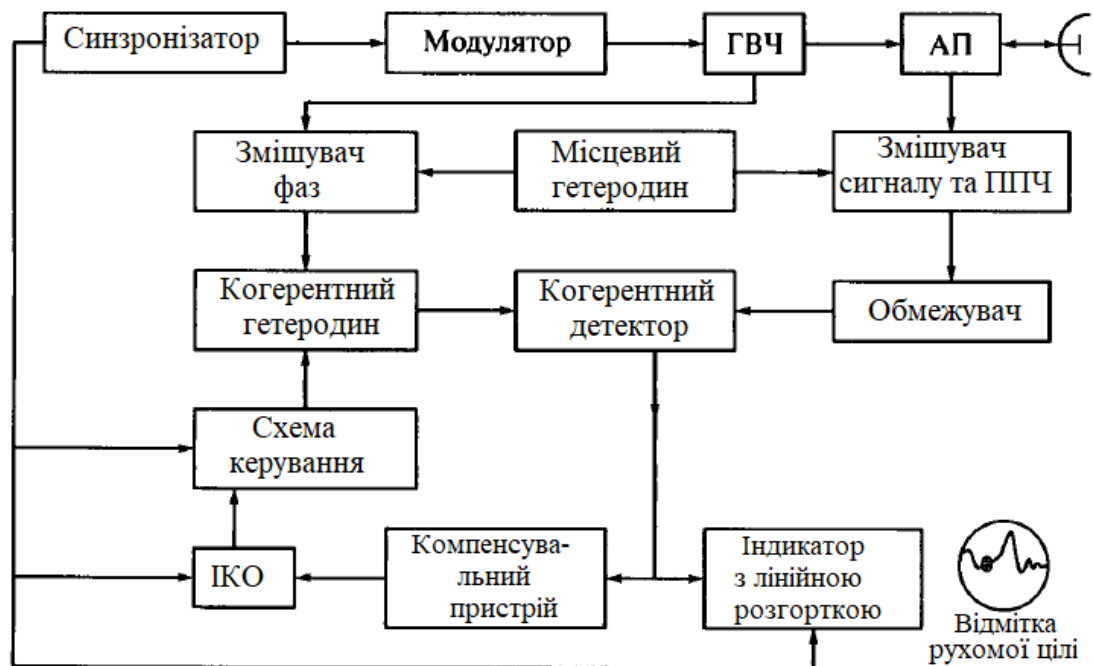 Синзронізатор
Модулятор
ГВЧ
АП
Змішувач
фаз
Місцевий
гетеродин
Змішувач
сигналу та ППЧ
Когерентний
гетеродин
Когерентний
детектор
Обмежувач
Схема
керування
ІКО
Компенсува-
льний
пристрій
Індикатор
з лінійною
розгорткою
Відмітка
рухомої цілі